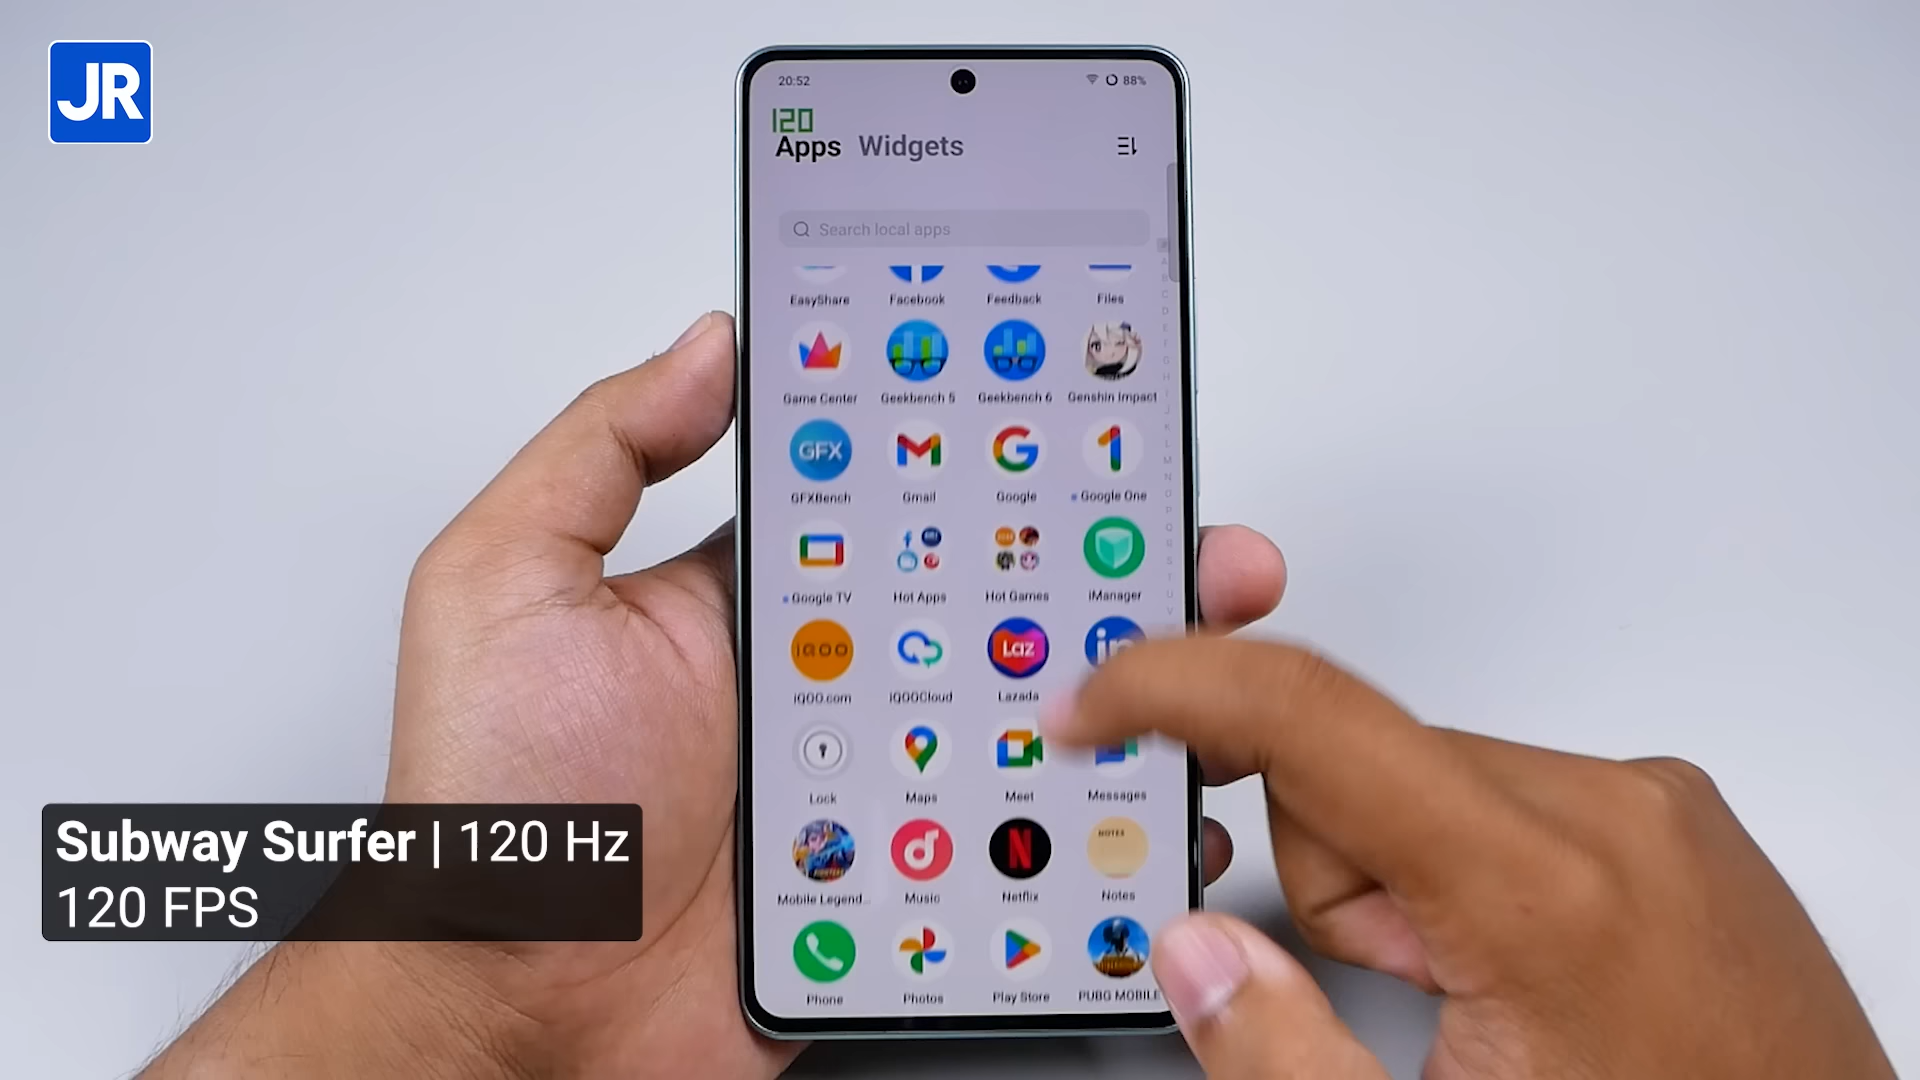 JR
20:52
88%
120
Apps Widgets
Search local apps
EasyShare Facebook Feedback Files
Game Center Geekbench 5 Geekbench 6 Genshin Impact
GFX
GFXBench Gmail Google Google One
Google TV Hot Apps Hot Games iManager
iQOO Laz in
iQOO.com iQOOCloud Lazada
Lock Maps Meet Messages
NOTES
Mobile Legend... Music Netflix Notes
Phone Photos Play Store PUBG MOBILE
Subway Surfer | 120 Hz
120 FPS